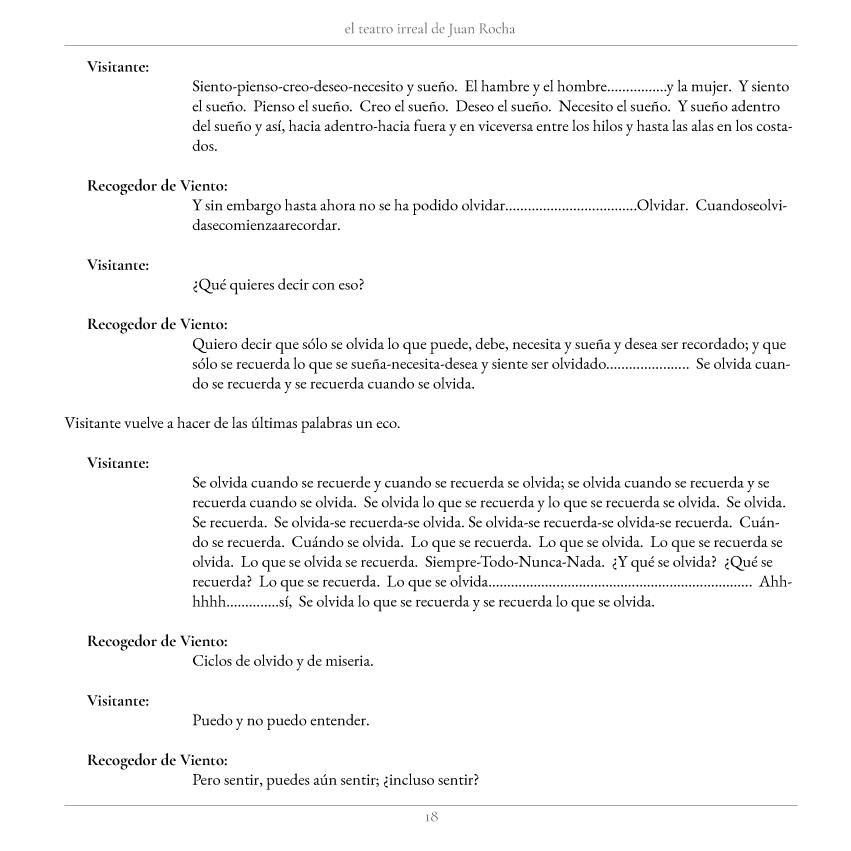 el teatro irreal de Juan Rocha
Visitante:
Siento-pienso-creo-deseo-necesito y sueño.  El hambre y el hombre...............y la mujer.  Y siento
el sueño.  Pienso el sueño.  Creo el sueño.  Deseo el sueño.  Necesito el sueño.  Y sueño adentro
del sueño y así, hacia adentro-hacia fuera y en viceversa entre los hilos y hasta las alas en los costa-
dos.
Recogedor de Viento:
Y sin embargo hasta ahora no se ha podido olvidar.................................Olvidar.  Cuandoseolvi-
dasecomienzaarecordar.
Visitante:
¿Qué quieres decir con eso?
Recogedor de Viento:
Quiero decir que sólo se olvida lo que puede, debe, necesita y sueña y desea ser recordado; y que
sólo se recuerda lo que se sueña-necesita-desea y siente ser olvidado.....................  Se olvida cuan-
do se recuerda y se recuerda cuando se olvida.
Visitante vuelve a hacer de las últimas palabras un eco.
Visitante:
Se olvida cuando se recuerde y cuando se recuerda se olvida; se olvida cuando se recuerda y se
recuerda cuando se olvida.  Se olvida lo que se recuerda y lo que se recuerda se olvida.  Se olvida.
Se recuerda.  Se olvida-se recuerda-se olvida. Se olvida-se recuerda-se olvida-se recuerda.  Cuán-
do se recuerda.  Cuándo se olvida.  Lo que se recuerda.  Lo que se olvida.  Lo que se recuerda se
olvida.  Lo que se olvida se recuerda.  Siempre-Todo-Nunca-Nada.  ¿Y qué se olvida?  ¿Qué se
recuerda?  Lo que se recuerda.  Lo que se olvida...................................................................  Ahh-
hhhh..............sí,  Se olvida lo que se recuerda y se recuerda lo que se olvida.
Recogedor de Viento:
Ciclos de olvido y de miseria.
Visitante:
Puedo y no puedo entender.
Recogedor de Viento:
Pero sentir, puedes aún sentir; ¿incluso sentir?
18